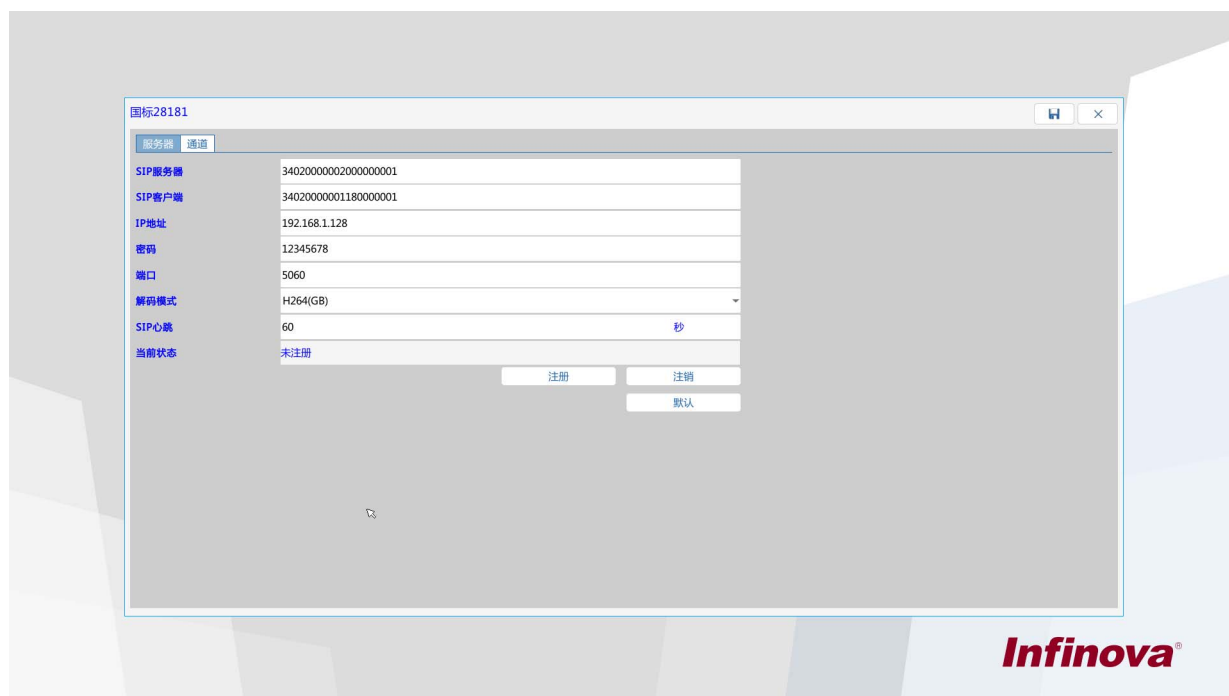 国标28181
服务器 通道
SIP服务器 34020000002000000001
SIP客户端 34020000001180000001
IP地址 192.168.1.128
密码 12345678
端口 5060
解码模式 H264(GB)
SIP心跳 60 秒
当前状态 未注册
注册 注销
默认
Infinova®